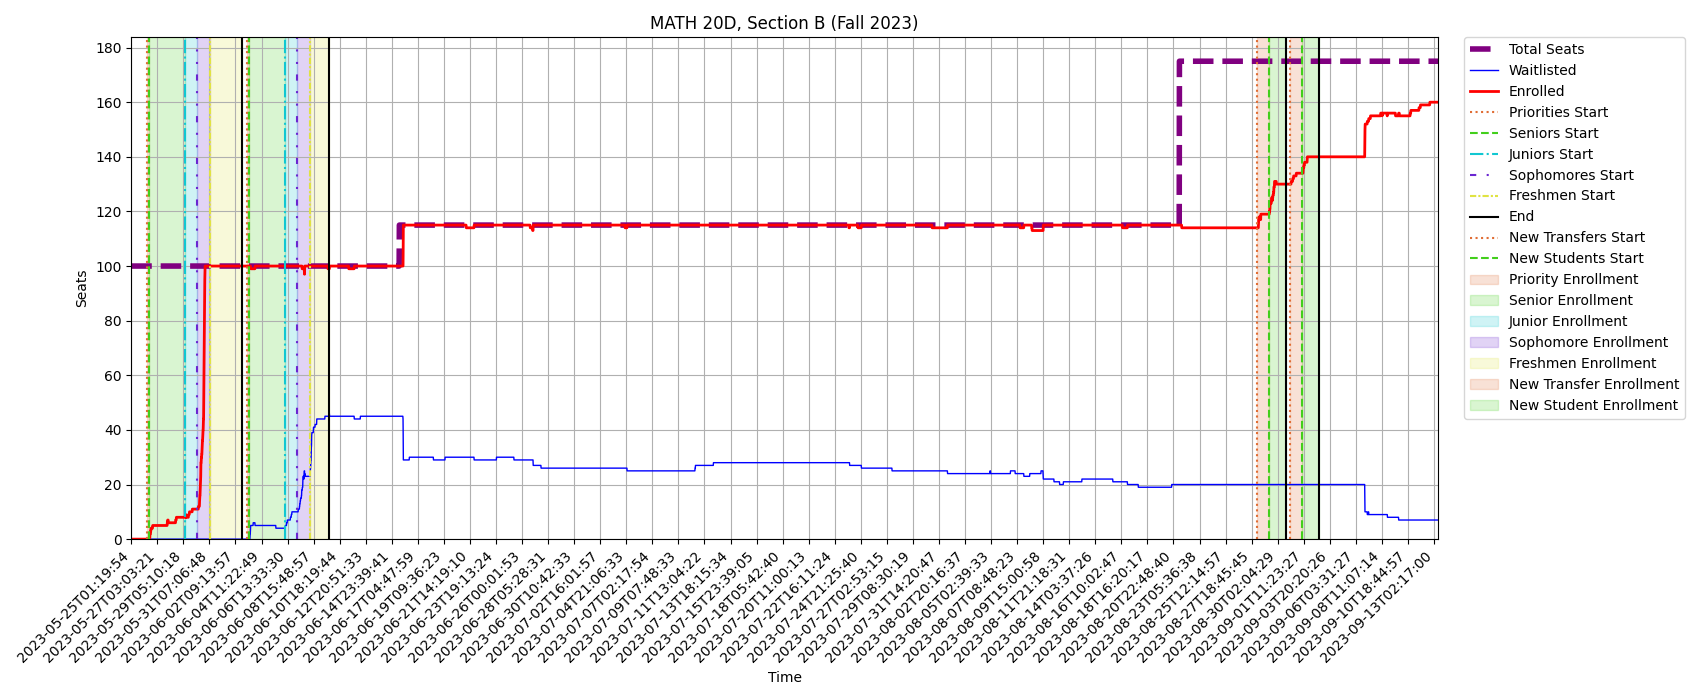 MATH 20D, Section B (Fall 2023)
180
160
140
120
100
80
60
40
20
0
Seats
2023-05-25T01:19:54
2023-05-27T03:03:21
2023-05-29T05:10:18
2023-05-31T07:06:48
2023-06-02T09:13:57
2023-06-04T11:22:49
2023-06-06T13:33:30
2023-06-08T15:48:57
2023-06-10T18:19:44
2023-06-12T20:51:33
2023-06-14T23:39:41
2023-06-17T04:47:59
2023-06-19T09:36:23
2023-06-21T14:19:10
2023-06-23T19:13:24
2023-06-26T00:01:53
2023-06-28T05:28:31
2023-06-30T10:42:33
2023-07-02T16:01:57
2023-07-04T21:06:33
2023-07-07T02:17:54
2023-07-09T07:48:33
2023-07-11T13:04:22
2023-07-13T18:15:34
2023-07-15T23:39:05
2023-07-18T05:42:40
2023-07-20T11:00:13
2023-07-22T16:11:24
2023-07-24T21:25:40
2023-07-27T02:53:15
2023-07-29T08:30:19
2023-07-31T14:20:47
2023-08-02T20:16:37
2023-08-05T02:39:33
2023-08-07T08:48:23
2023-08-09T15:00:58
2023-08-11T21:18:31
2023-08-14T03:37:26
2023-08-16T10:02:47
2023-08-18T16:20:17
2023-08-20T22:48:40
2023-08-23T05:36:38
2023-08-25T12:14:57
2023-08-27T18:45:45
2023-08-30T02:04:29
2023-09-01T11:23:27
2023-09-03T20:20:26
2023-09-06T03:31:27
2023-09-08T11:07:14
2023-09-10T18:44:57
2023-09-13T02:17:00
Time
Total Seats
Waitlisted
Enrolled
Priorities Start
Seniors Start
Juniors Start
Sophomores Start
Freshmen Start
End
New Transfers Start
New Students Start
Priority Enrollment
Senior Enrollment
Junior Enrollment
Sophomore Enrollment
Freshmen Enrollment
New Transfer Enrollment
New Student Enrollment